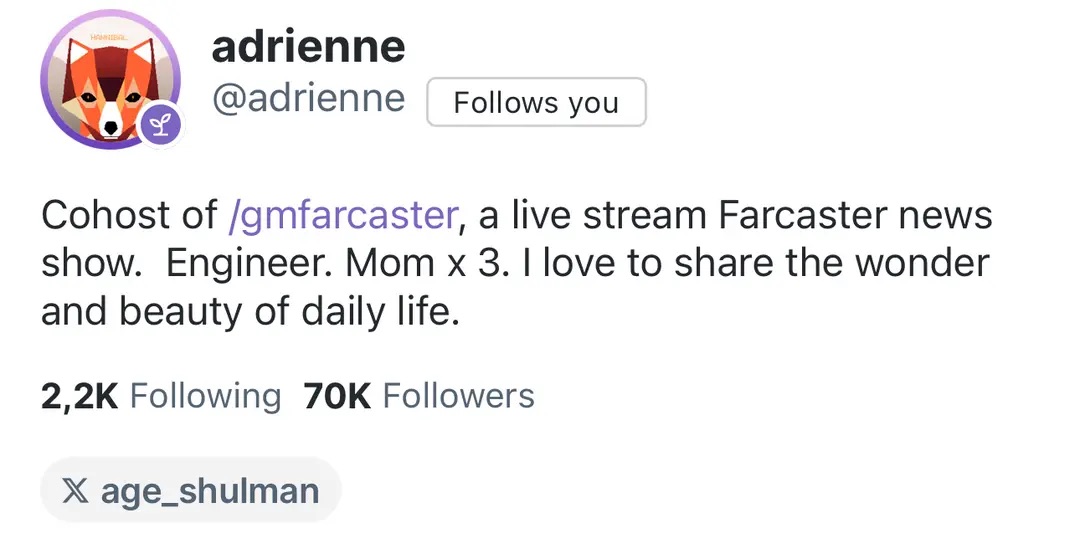 HANNIBAL
adrienne
@adrienne
Follows you
Cohost of /gmfarcaster, a live stream Farcaster news
show.  Engineer. Mom x 3. I love to share the wonder
and beauty of daily life.
2,2K Following 70K Followers
X age_shulman